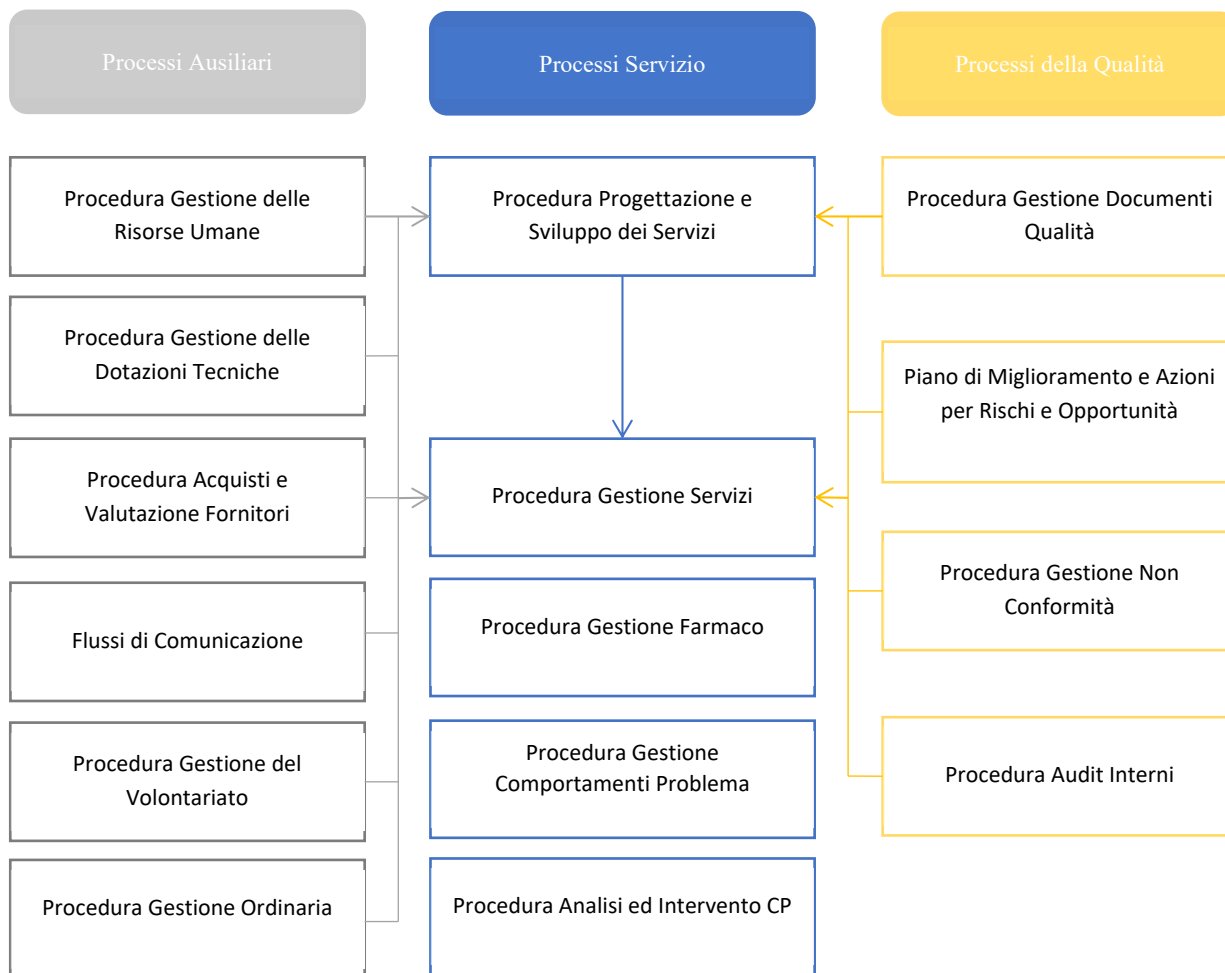 Processi Ausiliari
Processi Servizio
Processi della Qualità
Procedura Gestione delle
Risorse Umane
Procedura Progettazione e
Sviluppo dei Servizi
Procedura Gestione Documenti
Qualità
Procedura Gestione delle
Dotazioni Tecniche
Piano di Miglioramento e Azioni
per Rischi e Opportunità
Procedura Acquisti e
Valutazione Fornitori
Procedura Gestione Servizi
Procedura Gestione Non
Conformità
Flussi di Comunicazione
Procedura Gestione Farmaco
Procedura Gestione del
Volontariato
Procedura Gestione
Comportamenti Problema
Procedura Audit Interni
Procedura Gestione Ordinaria
Procedura Analisi ed Intervento CP